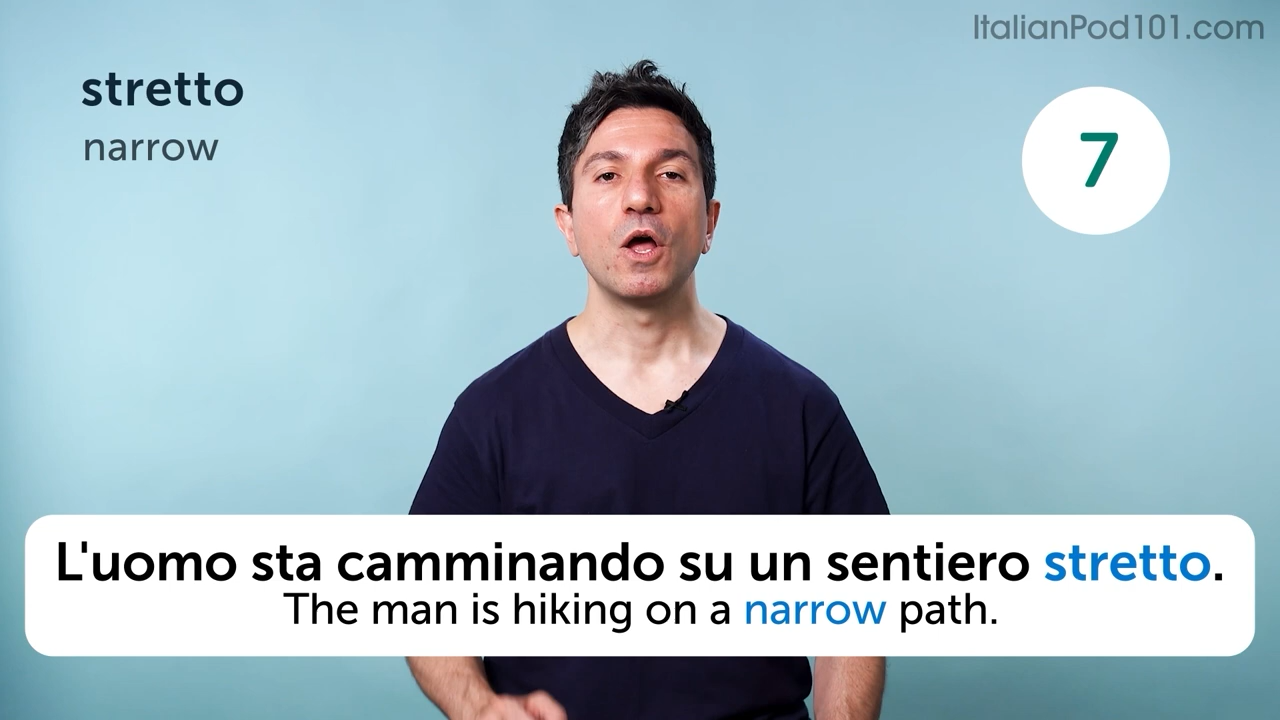 ItalianPod101.com
stretto
narrow
7
L'uomo sta camminando su un sentiero stretto.
The man is hiking on a narrow path.